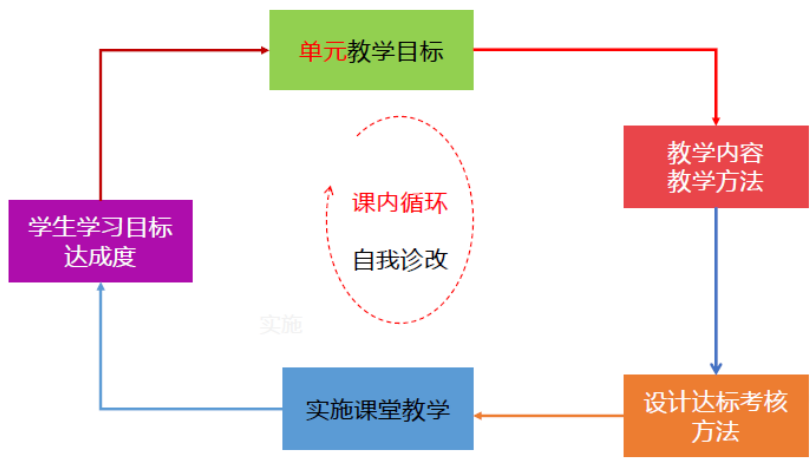 单元教学目标
教学内容
教学方法
课内循环
学生学习目标
达成度
自我诊改
实施
实施课堂教学
设计达标考核
方法